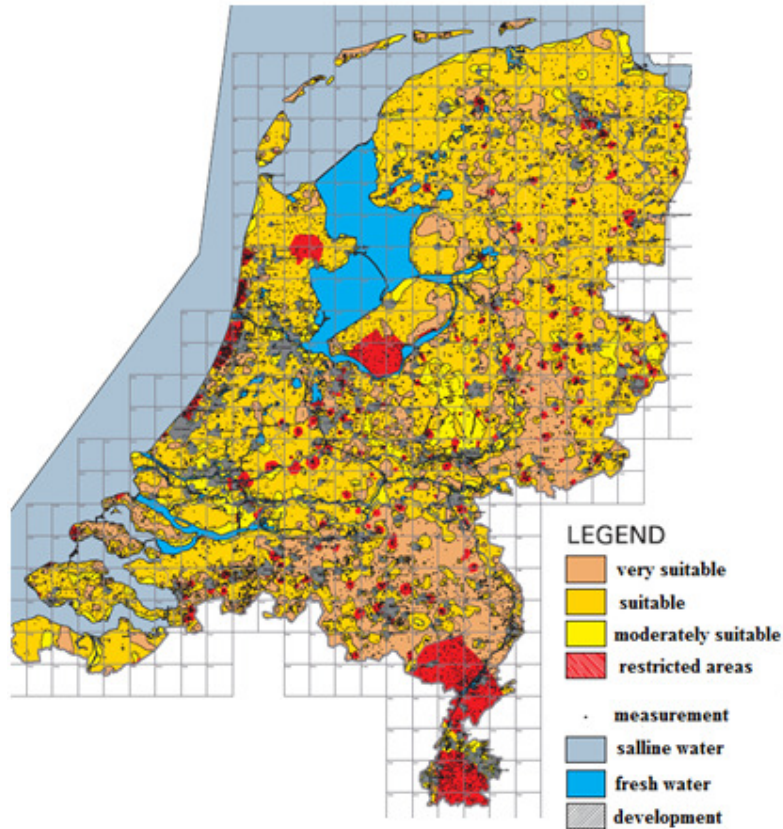 LEGEND
very suitable
suitable
moderately suitable
restricted areas
measurement
salline water
fresh water
development